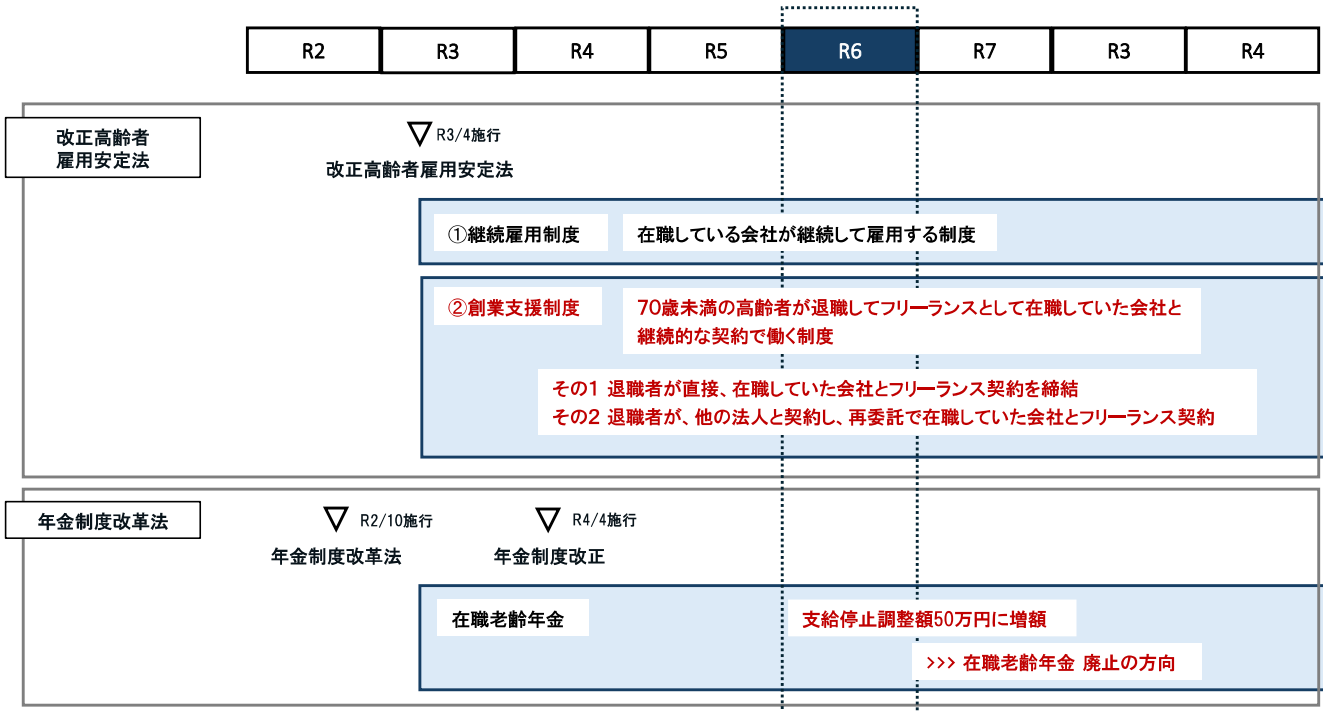 R2 R3 R4 R5 R6 R7 R3 R4
改正高齢者
雇用安定法
R3/4施行
改正高齢者雇用安定法
①継続雇用制度 在職している会社が継続して雇用する制度
②創業支援制度 70歳未満の高齢者が退職してフリーランスとして在職していた会社と
継続的な契約で働く制度
その1 退職者が直接、在職していた会社とフリーランス契約を締結
その2 退職者が、他の法人と契約し、再委託で在職していた会社とフリーランス契約
年金制度改革法
R2/10施行 R4/4施行
年金制度改革法 年金制度改正
在職老齢年金 支給停止調整額50万円に増額
>>> 在職老齢年金 廃止の方向